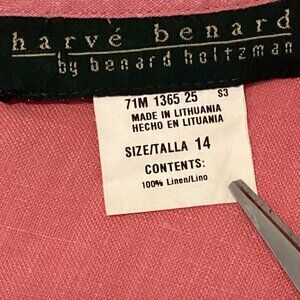 harvé benard
by benard holtzman
71M 1365 25 S3
MADE IN LITHUANIA
HECHO EN LITUANIA
SIZE/TALLA 14
CONTENTS:
100% Linen/Lino